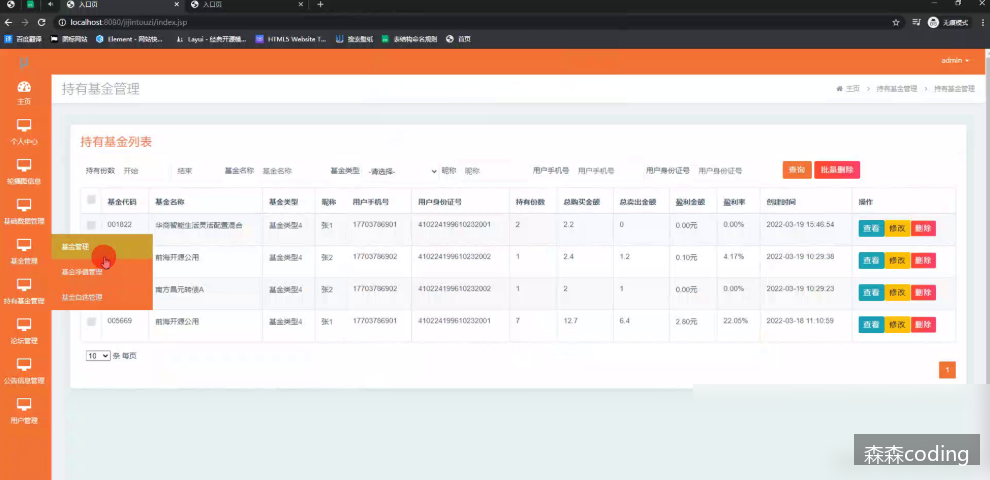 入口页
入口页
localhost:8080/jijintouzi/index.jsp
无痕模式
百度翻译 图标网站 Element - 网站快... Layui - 经典开源模... HTML5 Website T... 搜索壁纸 表结构命名规则 首页
admin
主页
个人中心
轮播图信息
基础数据管理
基金管理
持有基金管理
论坛管理
公告信息管理
用户管理
基金管理
基金净值管理
基金自选管理
持有基金管理
主页 > 持有基金管理 > 持有基金管理
持有基金列表
持有份数 开始 结束 基金名称 基金名称 基金类型 -请选择- 昵称 昵称 用户手机号 用户手机号 用户身份证号 用户身份证号 查询 批量删除
基金代码 基金名称 基金类型 昵称 用户手机号 用户身份证号 持有份数 总购买金额 总卖出金额 盈利金额 盈利率 创建时间 操作
001822 华商智能生活灵活配置混合 基金类型4 张1 17703786901 410224199610232001 2 2.2 0 0.00元 0.00% 2022-03-19 15:46:54 查看 修改 删除
前海开源公用 基金类型4 张2 17703786902 410224199610232002 1 2.4 1.2 0.10元 4.17% 2022-03-19 10:29:38 查看 修改 删除
南方昌元转债A 基金类型4 张2 17703786902 410224199610232002 1 2 1 0.00元 0.00% 2022-03-19 10:29:23 查看 修改 删除
005669 前海开源公用 基金类型4 张1 17703786901 410224199610232001 7 12.7 6.4 2.80元 22.05% 2022-03-18 11:10:59 查看 修改 删除
10 条 每页
1
森森coding